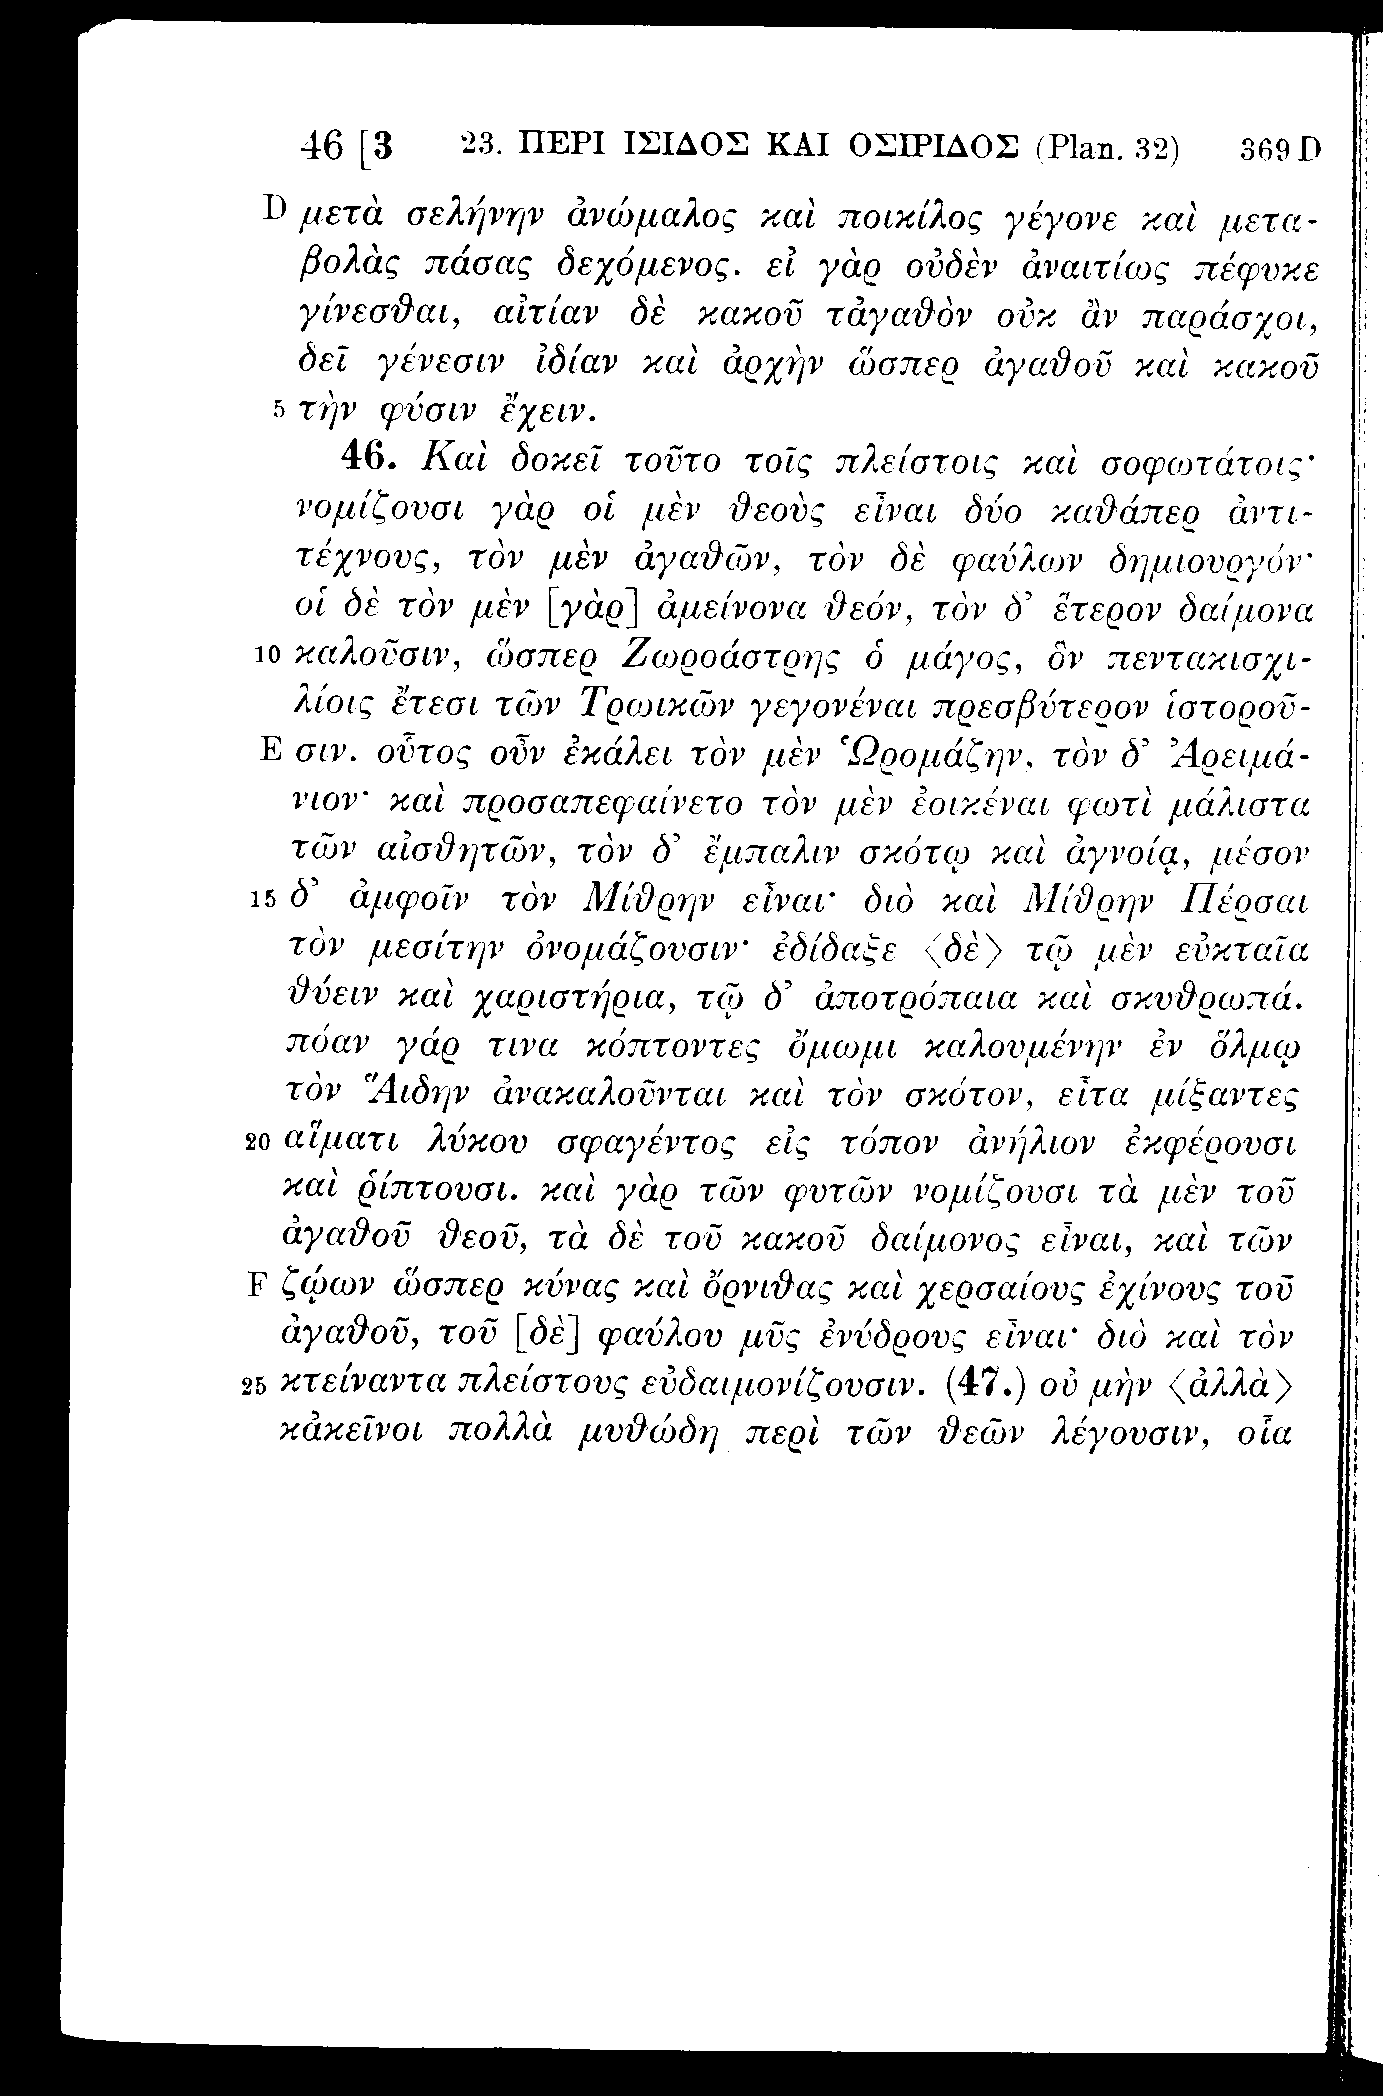 46 [3 23. ΠΕΡΙ ΙΣΙΔΟΣ ΚΑΙ ΟΣΙΡΙΔΟΣ (Plan. 32) 369 D
D μετὰ σελήνην ἀνώμαλος καὶ ποικίλος γέγονε καὶ μετα-
βολὰς πάσας δεχόμενος. εἰ γὰρ οὐδὲν ἀναιτίως πέφυκε
γίνεσθαι, αἰτίαν δὲ κακοῦ τἀγαθὸν οὐκ ἂν παράσχοι,
δεῖ γένεσιν ἰδίαν καὶ ἀρχὴν ὥσπερ ἀγαθοῦ καὶ κακοῦ
5 τὴν φύσιν ἔχειν.
46. Καὶ δοκεῖ τοῦτο τοῖς πλείστοις καὶ σοφωτάτοις·
νομίζουσι γὰρ οἱ μὲν θεοὺς εἶναι δύο καθάπερ ἀντι-
τέχνους, τὸν μὲν ἀγαθῶν, τὸν δὲ φαύλων δημιουργόν·
οἱ δὲ τὸν μὲν [γὰρ] ἀμείνονα θεόν, τὸν δ’ ἕτερον δαίμονα
10 καλοῦσιν, ὥσπερ Ζωροάστρης ὁ μάγος, ὃν πεντακισχι-
λίοις ἔτεσι τῶν Τρωικῶν γεγονέναι πρεσβύτερον ἱστοροῦ-
E σιν. οὗτος οὖν ἐκάλει τὸν μὲν Ὡρομάζην, τὸν δ’ Ἀρειμά-
νιον· καὶ προσαπεφαίνετο τὸν μὲν ἐοικέναι φωτὶ μάλιστα
τῶν αἰσθητῶν, τὸν δ’ ἔμπαλιν σκότῳ καὶ ἀγνοίᾳ, μέσον
15 δ’ ἀμφοῖν τὸν Μίθρην εἶναι· διὸ καὶ Μίθρην Πέρσαι
τὸν μεσίτην ὀνομάζουσιν· ἐδίδαξε 〈δὲ〉 τῷ μὲν εὐκταῖα
θύειν καὶ χαριστήρια, τῷ δ’ ἀποτρόπαια καὶ σκυθρωπά.
πόαν γάρ τινα κόπτοντες ὄμωμι καλουμένην ἐν ὅλμῳ
τὸν Ἅιδην ἀνακαλοῦνται καὶ τὸν σκότον, εἶτα μίξαντες
20 αἵματι λύκου σφαγέντος εἰς τόπον ἀνήλιον ἐκφέρουσι
καὶ ῥίπτουσι. καὶ γὰρ τῶν φυτῶν νομίζουσι τὰ μὲν τοῦ
ἀγαθοῦ θεοῦ, τὰ δὲ τοῦ κακοῦ δαίμονος εἶναι, καὶ τῶν
F ζῴων ὥσπερ κύνας καὶ ὄρνιθας καὶ χερσαίους ἐχίνους τοῦ
ἀγαθοῦ, τοῦ [δὲ] φαύλου μῦς ἐνύδρους εἶναι· διὸ καὶ τὸν
25 κτείναντα πλείστους εὐδαιμονίζουσιν. (47.) οὐ μὴν 〈ἀλλὰ〉
κἀκεῖνοι πολλὰ μυθώδη περὶ τῶν θεῶν λέγουσιν, οἷα